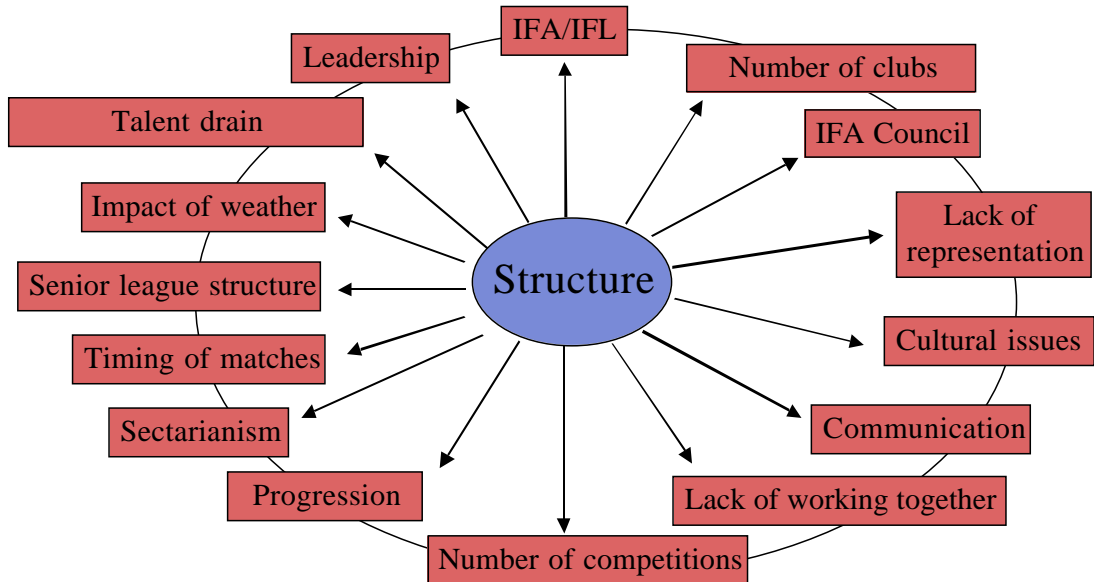 IFA/IFL
Leadership
Number of clubs
Talent drain
IFA Council
Impact of weather
Lack of
representation
Structure
Senior league structure
Timing of matches
Cultural issues
Sectarianism
Communication
Progression
Lack of working together
Number of competitions